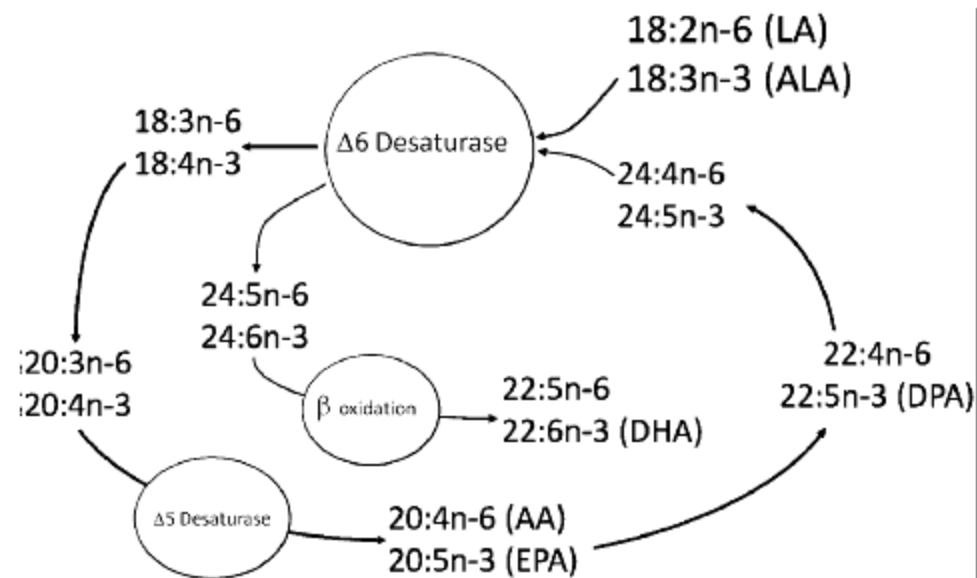 18:2n-6 (LA)
18:3n-3 (ALA)
Δ6 Desaturase
18:3n-6
18:4n-3
24:4n-6
24:5n-3
24:5n-6
24:6n-3
20:3n-6
20:4n-3
22:4n-6
22:5n-3 (DPA)
β oxidation
22:5n-6
22:6n-3 (DHA)
Δ5 Desaturase
20:4n-6 (AA)
20:5n-3 (EPA)